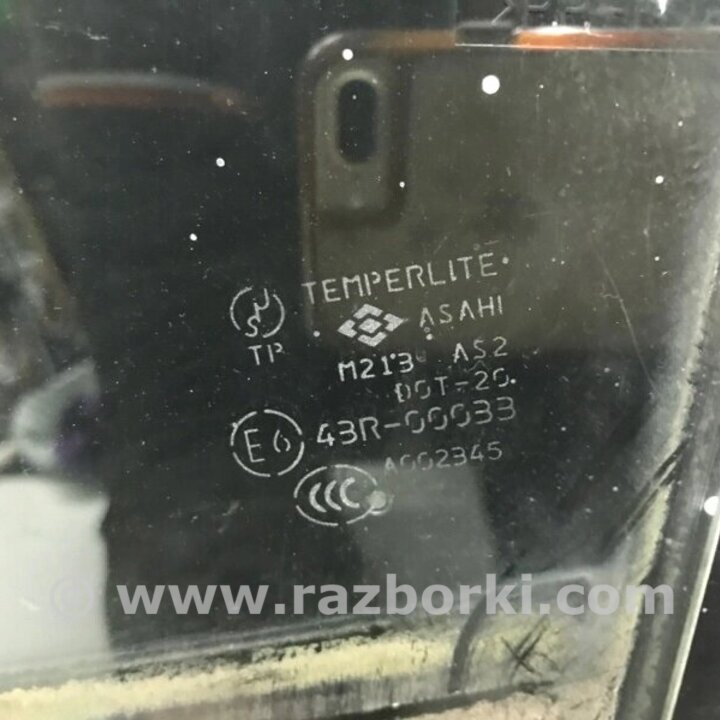 TEMPERLITE
ASAHI
TP
M213 AS2
DOT-20
E6 43R-00033
A002345
CCC
© www.razborki.com